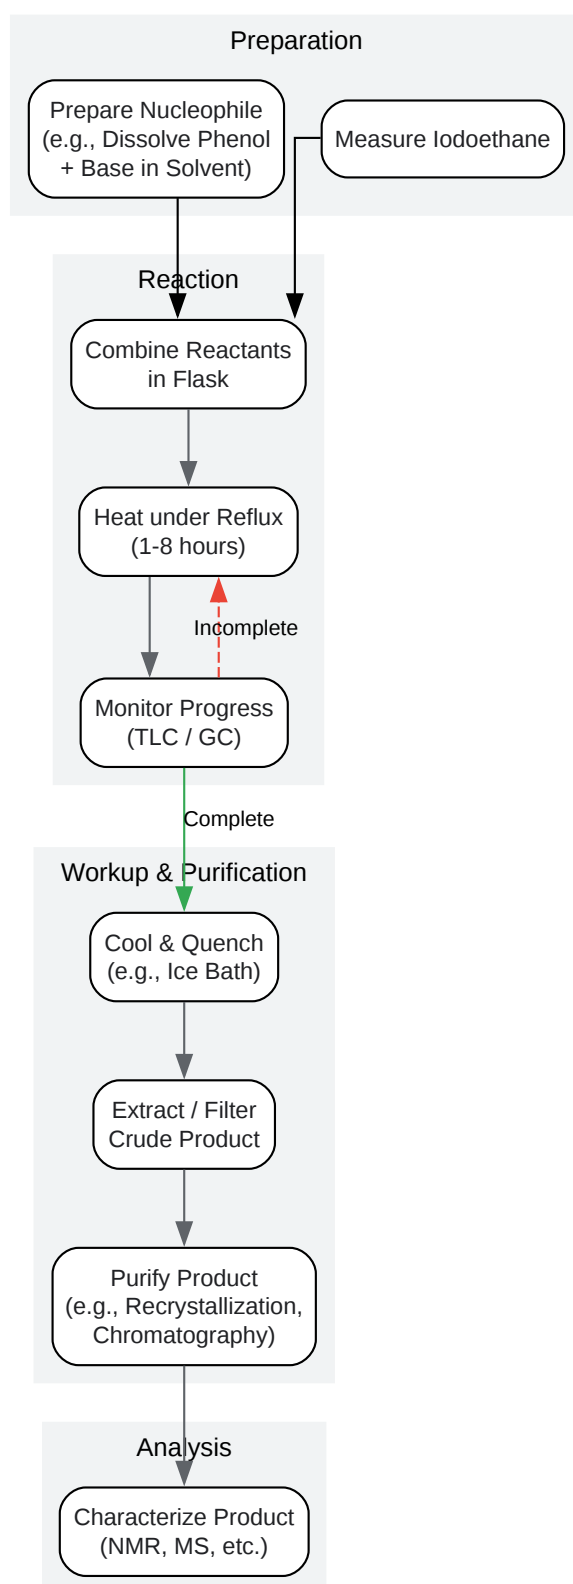 Preparation
Prepare Nucleophile
(e.g., Dissolve Phenol
+ Base in Solvent)
Measure Iodoethane
Reaction
Combine Reactants
in Flask
Heat under Reflux
(1-8 hours)
Incomplete
Monitor Progress
(TLC / GC)
Complete
Workup & Purification
Cool & Quench
(e.g., Ice Bath)
Extract / Filter
Crude Product
Purify Product
(e.g., Recrystallization,
Chromatography)
Analysis
Characterize Product
(NMR, MS, etc.)